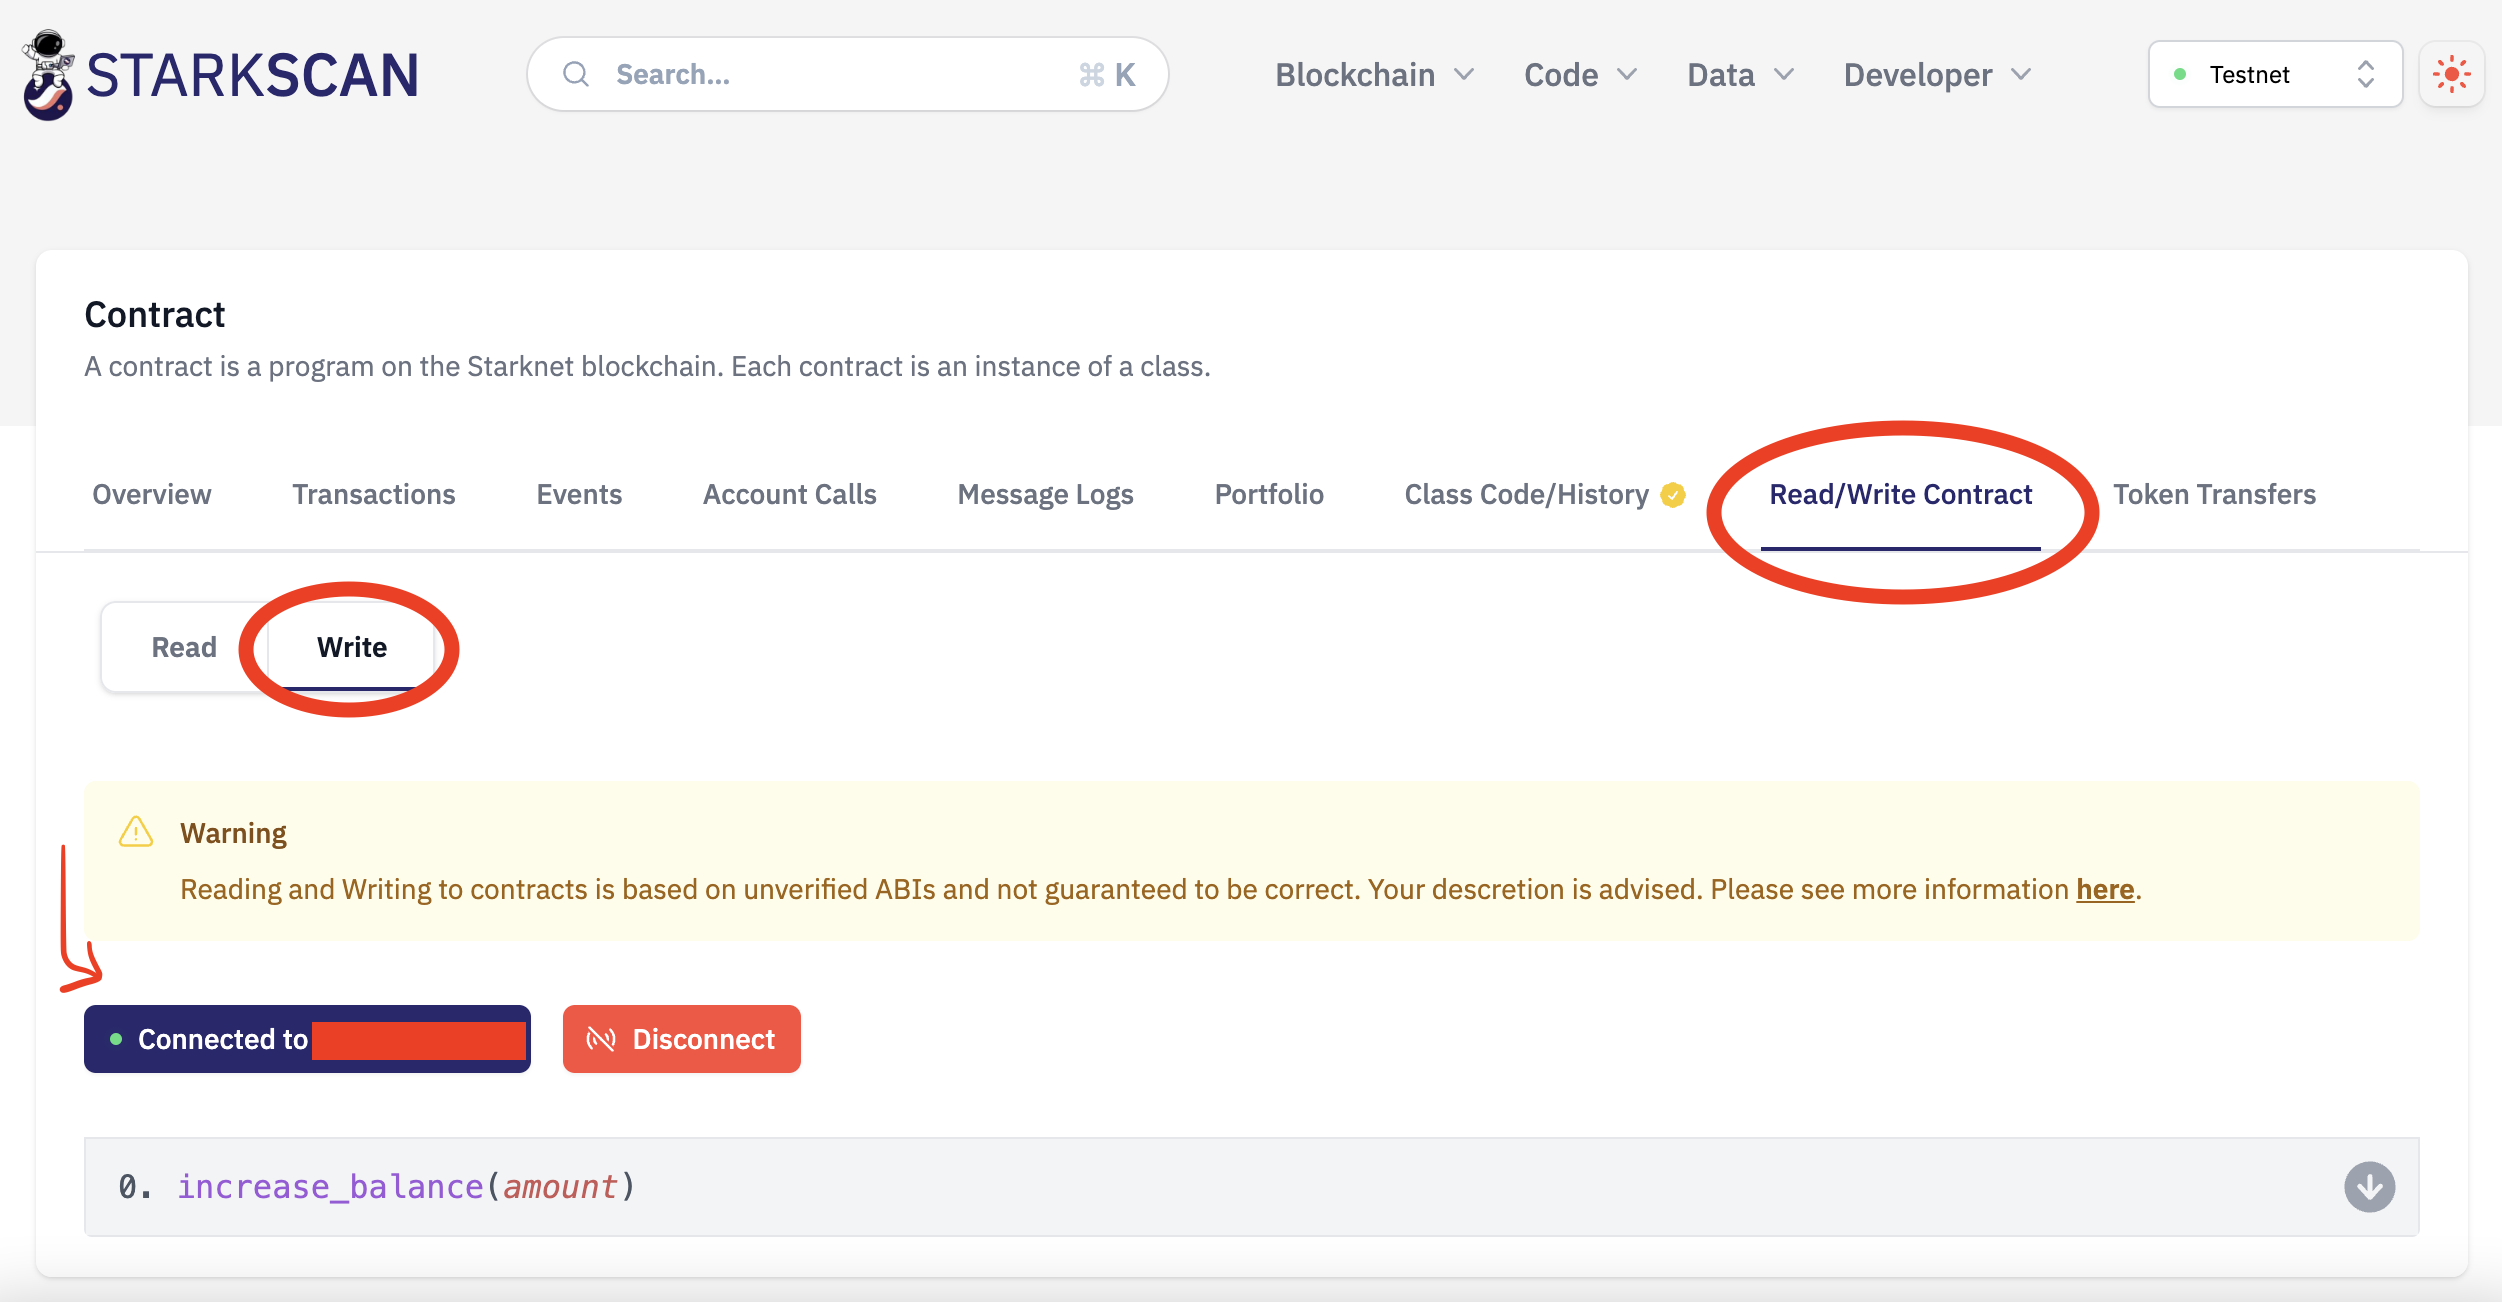 STARKSCAN
Search...
⌘ K
Blockchain
Code
Data
Developer
Testnet
Contract
A contract is a program on the Starknet blockchain. Each contract is an instance of a class.
Overview
Transactions
Events
Account Calls
Message Logs
Portfolio
Class Code/History
Read/Write Contract
Token Transfers
Read
Write
Warning
Reading and Writing to contracts is based on unverified ABIs and not guaranteed to be correct. Your descretion is advised. Please see more information here.
Connected to
Disconnect
0. increase_balance(amount)